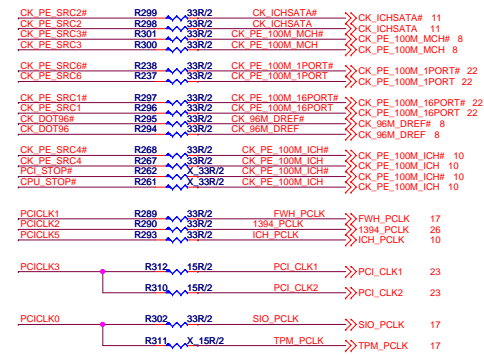 CK_PE_SRC2# R299 33R/2 CK_ICHSATA# CK_ICHSATA# 11
CK_PE_SRC2 R298 33R/2 CK_ICHSATA CK_ICHSATA 11
CK_PE_SRC3# R301 33R/2 CK_PE_100M_MCH# CK_PE_100M_MCH# 8
CK_PE_SRC3 R300 33R/2 CK_PE_100M_MCH CK_PE_100M_MCH 8
CK_PE_SRC6# R238 33R/2 CK_PE_100M_1PORT# CK_PE_100M_1PORT# 22
CK_PE_SRC6 R237 33R/2 CK_PE_100M_1PORT CK_PE_100M_1PORT 22
CK_PE_SRC1# R297 33R/2 CK_PE_100M_16PORT# CK_PE_100M_16PORT# 22
CK_PE_SRC1 R296 33R/2 CK_PE_100M_16PORT CK_PE_100M_16PORT 22
CK_DOT96# R295 33R/2 CK_96M_DREF# CK_96M_DREF# 8
CK_DOT96 R294 33R/2 CK_96M_DREF CK_96M_DREF 8
CK_PE_SRC4# R268 33R/2 CK_PE_100M_ICH# CK_PE_100M_ICH# 10
CK_PE_SRC4 R267 33R/2 CK_PE_100M_ICH CK_PE_100M_ICH 10
PCI_STOP# R262 X_33R/2 CK_PE_100M_ICH# CK_PE_100M_ICH# 10
CPU_STOP# R261 X_33R/2 CK_PE_100M_ICH CK_PE_100M_ICH 10
PCICLK1 R289 33R/2 FWH_PCLK FWH_PCLK 17
PCICLK2 R290 33R/2 1394_PCLK 1394_PCLK 26
PCICLK5 R293 33R/2 ICH_PCLK ICH_PCLK 10
PCICLK3 R312 15R/2 PCI_CLK1 PCI_CLK1 23
R310 15R/2 PCI_CLK2 PCI_CLK2 23
PCICLK0 R302 33R/2 SIO_PCLK SIO_PCLK 17
R311 X_15R/2 TPM_PCLK TPM_PCLK 17